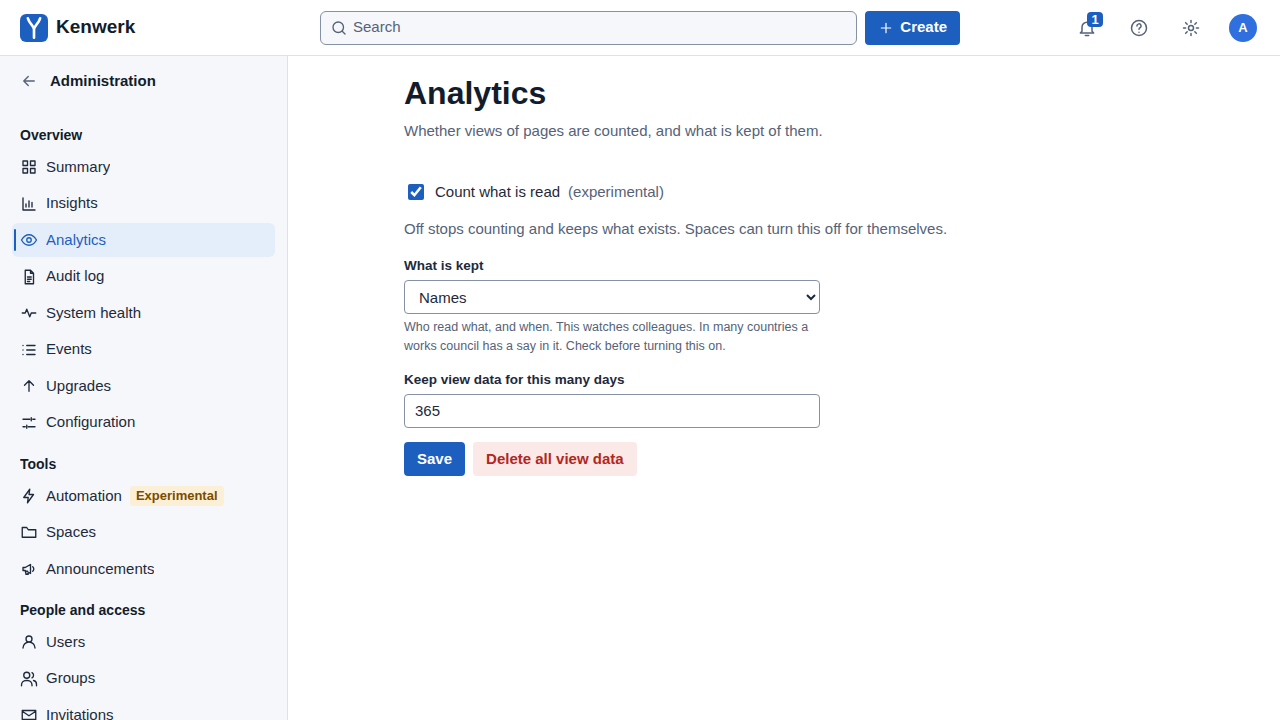 Kenwerk
Search
Create
1
A
Administration
Overview
Summary
Insights
Analytics
Audit log
System health
Events
Upgrades
Configuration
Tools
Automation Experimental
Spaces
Announcements
People and access
Users
Groups
Invitations
Analytics
Whether views of pages are counted, and what is kept of them.
Count what is read (experimental)
Off stops counting and keeps what exists. Spaces can turn this off for themselves.
What is kept
Names
Who read what, and when. This watches colleagues. In many countries a
works council has a say in it. Check before turning this on.
Keep view data for this many days
365
Save
Delete all view data